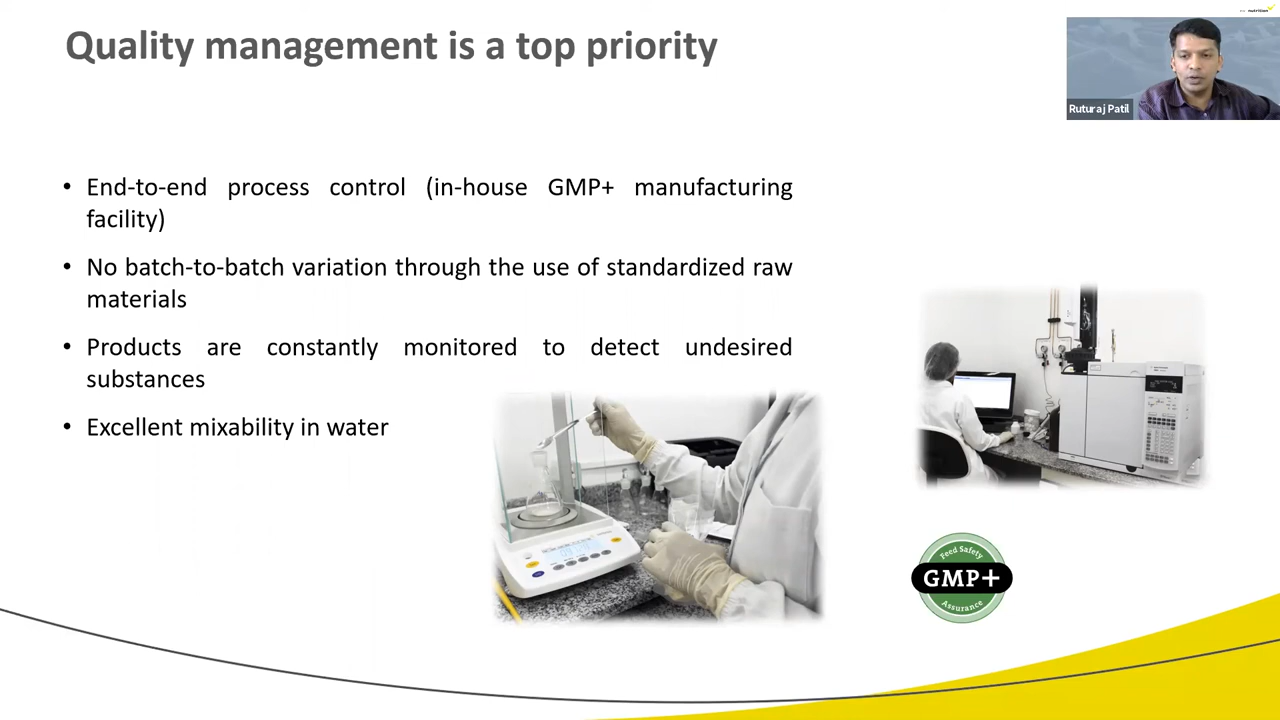 Quality management is a top priority
nutrition
Ruturaj Patil
• End-to-end process control (in-house GMP+ manufacturing
facility)
• No batch-to-batch variation through the use of standardized raw
materials
• Products are constantly monitored to detect undesired
substances
• Excellent mixability in water
Feed Safety
GMP+
Assurance